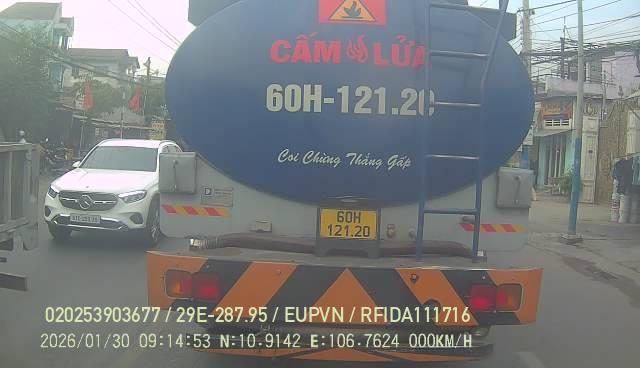 CẤM LỬA
60H-121.20
Coi Chừng Thắng Gấp
60H
121.20
020253903677 / 29E-287.95 / EUPVN / RFIDA111716
2026/01/30 09:14:53 N:10.9142 E:106.7624 000KM/H